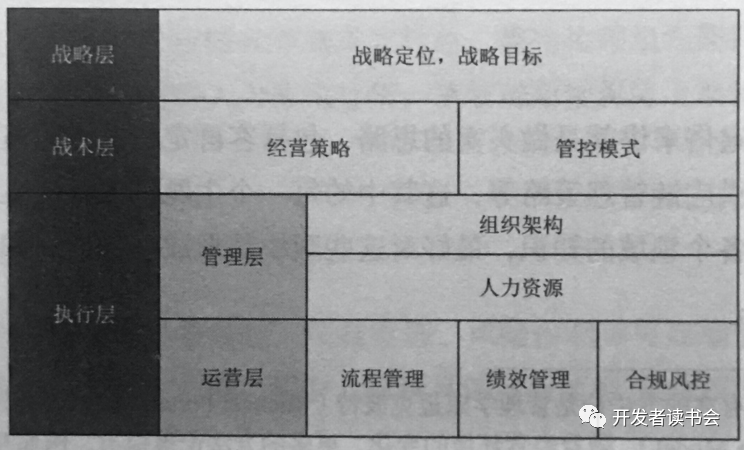 战略层
战略定位，战略目标
战术层
经营策略
管控模式
执行层
管理层
组织架构
人力资源
运营层
流程管理
绩效管理
合规风控
开发者读书会